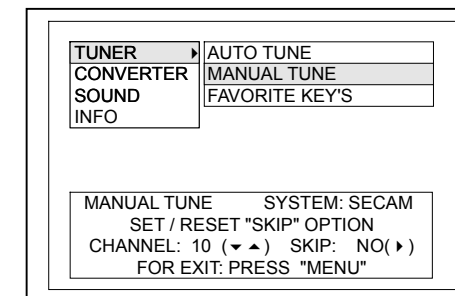 TUNER ▸ AUTO TUNE
CONVERTER MANUAL TUNE
SOUND FAVORITE KEY'S
INFO
MANUAL TUNE SYSTEM: SECAM
SET / RESET "SKIP" OPTION
CHANNEL: 10 (▾ ▴) SKIP: NO(▸)
FOR EXIT: PRESS "MENU"